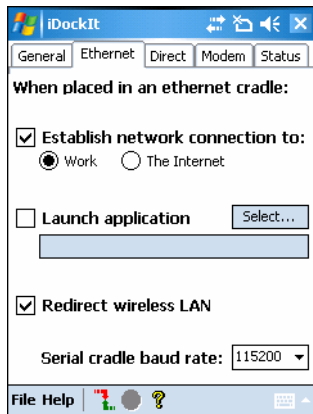 iDockIt
General Ethernet Direct Modem Status
When placed in an ethernet cradle:
Establish network connection to:
Work The Internet
Launch application Select...
Redirect wireless LAN
Serial cradle baud rate: 115200
File Help